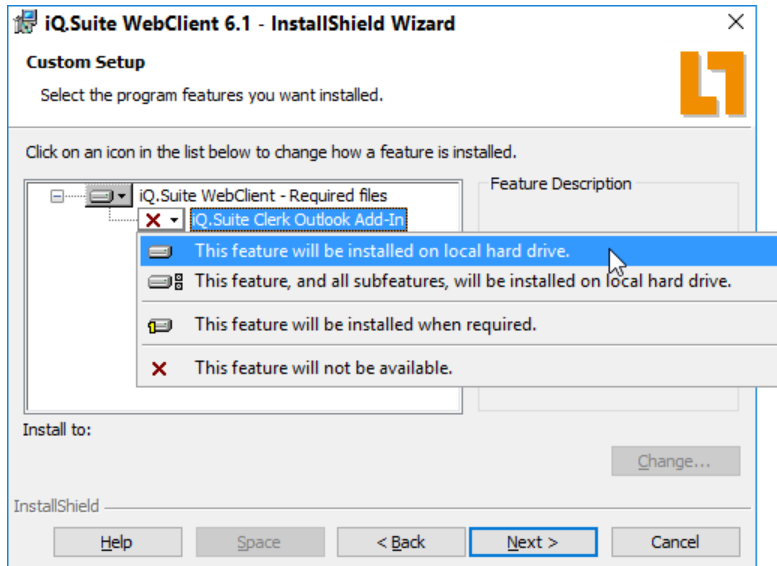 iQ.Suite WebClient 6.1 - InstallShield Wizard
Custom Setup
Select the program features you want installed.
Click on an icon in the list below to change how a feature is installed.
iQ.Suite WebClient - Required files
Feature Description
iQ.Suite Clerk Outlook Add-In
This feature will be installed on local hard drive.
This feature, and all subfeatures, will be installed on local hard drive.
This feature will be installed when required.
This feature will not be available.
Install to:
Change...
InstallShield
Help Space < Back Next > Cancel